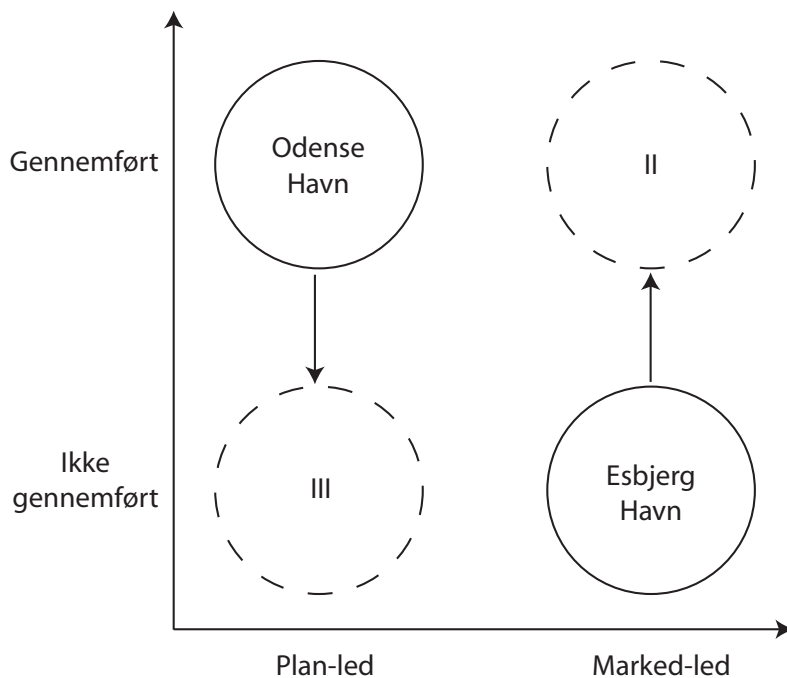 Gennemført
Odense
Havn
II
Ikke
gennemført
III
Esbjerg
Havn
Plan-led
Marked-led